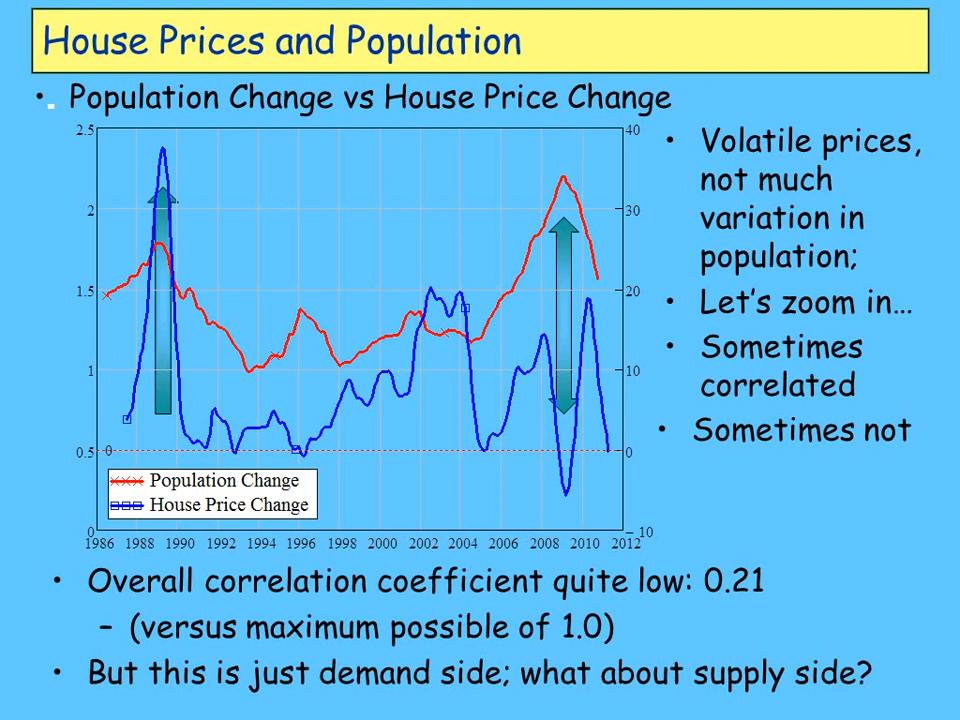 House Prices and Population
•. Population Change vs House Price Change
2.5
2
1.5
1
0.5
0
40
30
20
10
0
– 10
0
Population Change
House Price Change
1986 1988 1990 1992 1994 1996 1998 2000 2002 2004 2006 2008 2010 2012
• Volatile prices,
not much
variation in
population;
• Let's zoom in…
• Sometimes
correlated
• Sometimes not
• Overall correlation coefficient quite low: 0.21
– (versus maximum possible of 1.0)
• But this is just demand side; what about supply side?